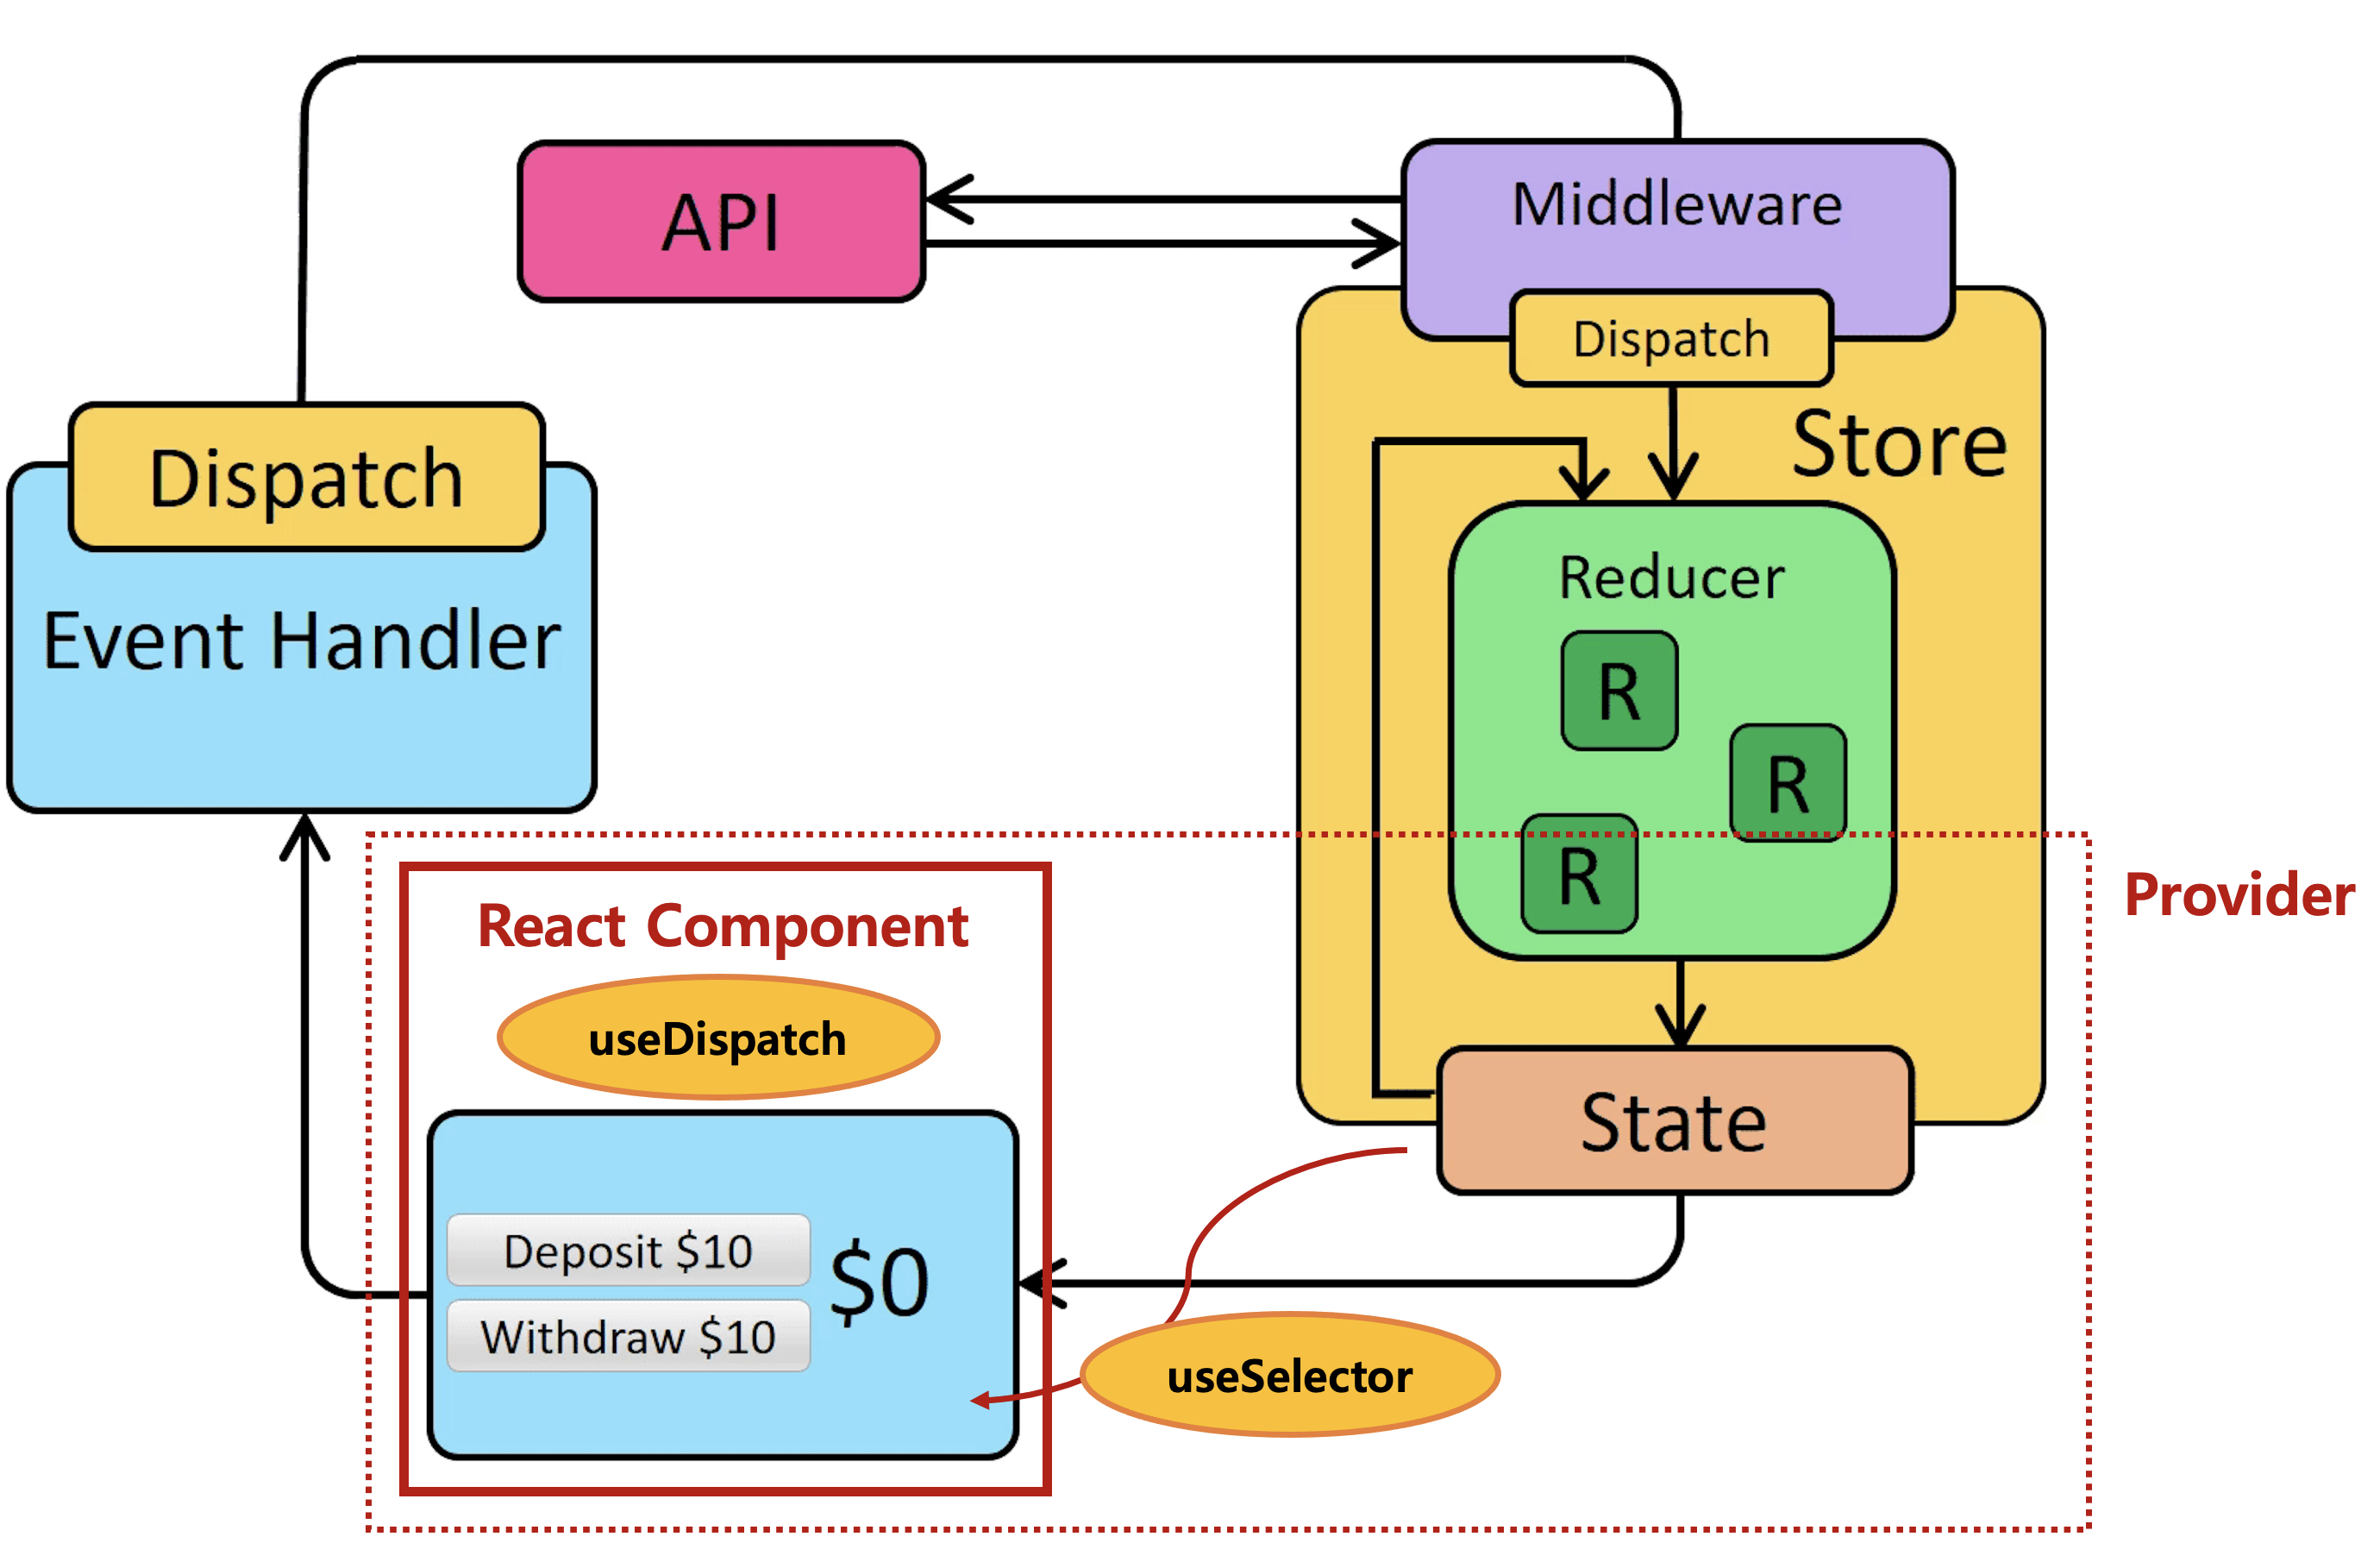 API
Middleware
Dispatch
Store
Dispatch
Event Handler
Reducer
R
R
R
Provider
React Component
useDispatch
State
Deposit $10
$0
Withdraw $10
useSelector